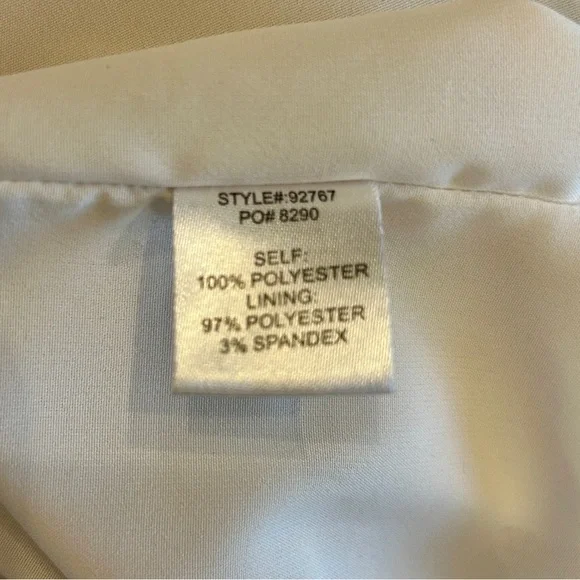 STYLE#:92767
PO# 8290
SELF:
100% POLYESTER
LINING:
97% POLYESTER
3% SPANDEX